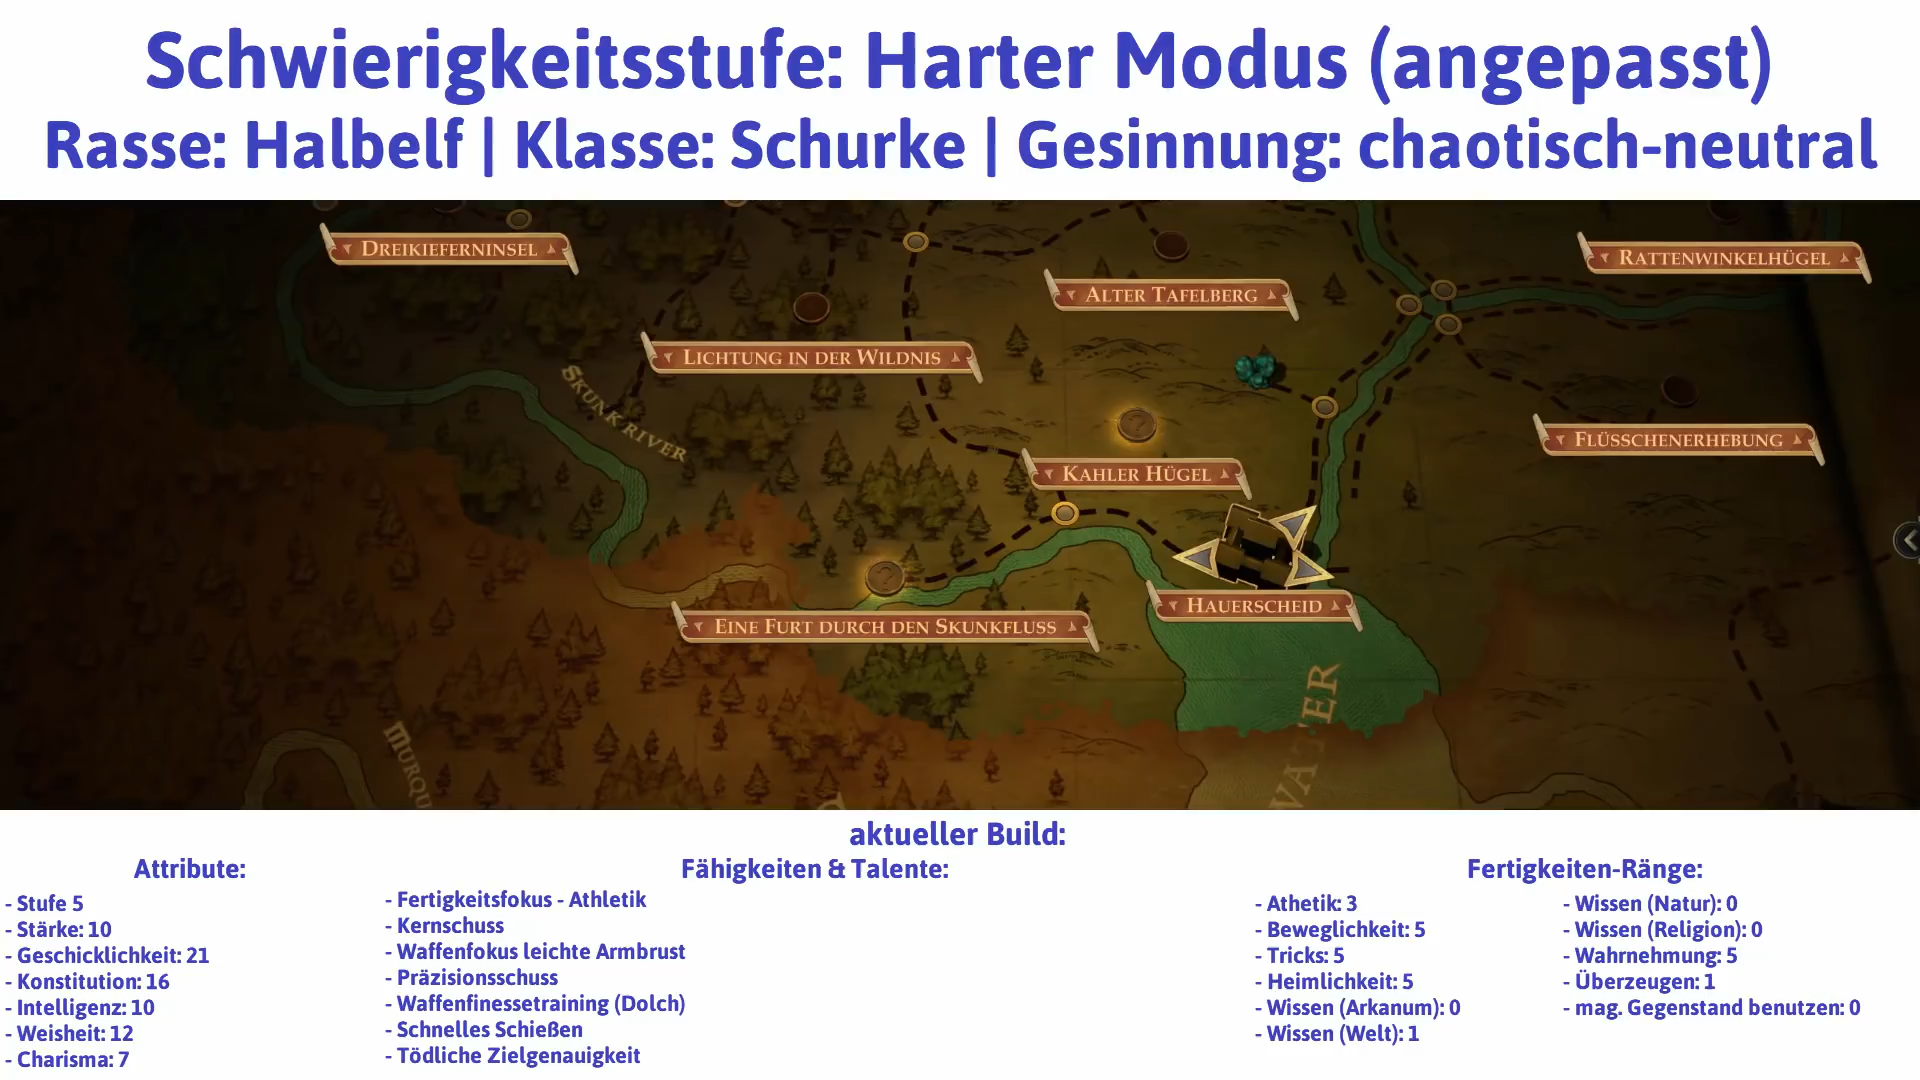 Schwierigkeitsstufe: Harter Modus (angepasst)
Rasse: Halbelf | Klasse: Schurke | Gesinnung: chaotisch-neutral
Dreikieferninsel
Rattenwinkelhügel
Alter Tafelberg
Lichtung in der Wildnis
Skunk River
Flüsschenerhebung
Kahler Hügel
Hauerscheid
Eine Furt durch den Skunkfluss
aktueller Build:
Attribute:
- Stufe 5
- Stärke: 10
- Geschicklichkeit: 21
- Konstitution: 16
- Intelligenz: 10
- Weisheit: 12
- Charisma: 7
Fähigkeiten & Talente:
- Fertigkeitsfokus - Athletik
- Kernschuss
- Waffenfokus leichte Armbrust
- Präzisionsschuss
- Waffenfinessetraining (Dolch)
- Schnelles Schießen
- Tödliche Zielgenauigkeit
Fertigkeiten-Ränge:
- Athetik: 3
- Beweglichkeit: 5
- Tricks: 5
- Heimlichkeit: 5
- Wissen (Arkanum): 0
- Wissen (Welt): 1
- Wissen (Natur): 0
- Wissen (Religion): 0
- Wahrnehmung: 5
- Überzeugen: 1
- mag. Gegenstand benutzen: 0